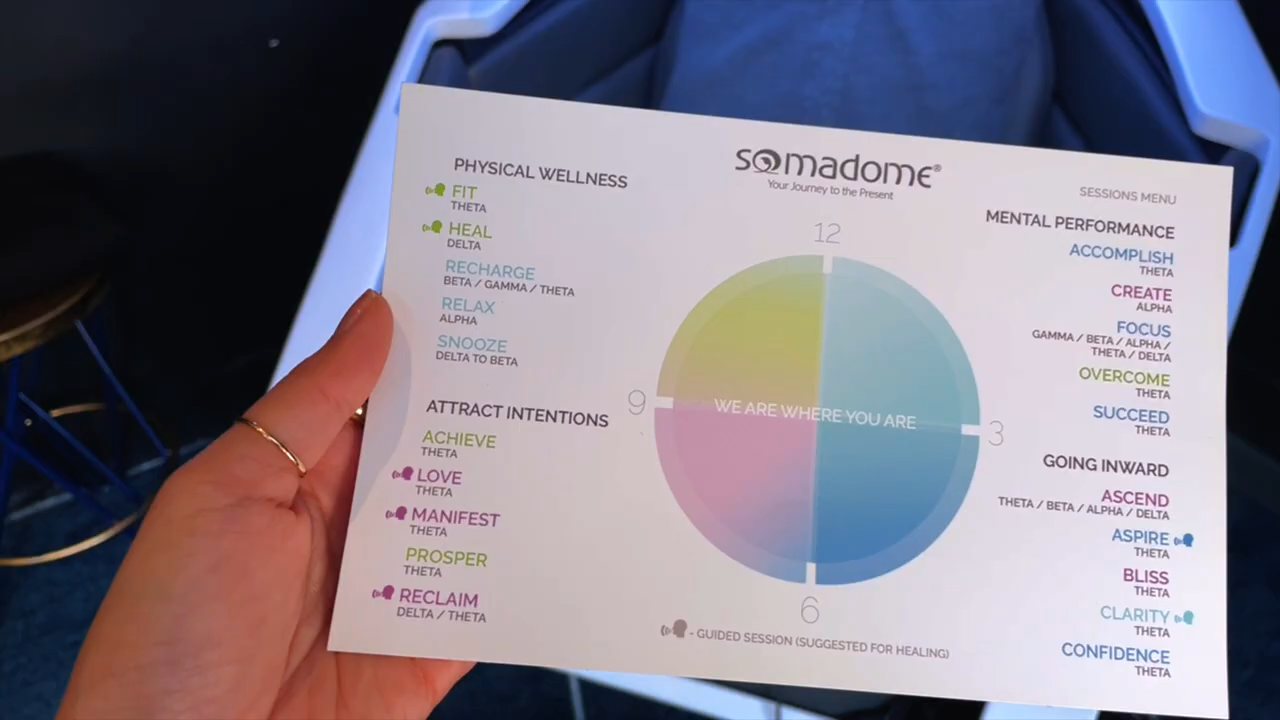 somadome®
Your Journey to the Present
SESSIONS MENU
PHYSICAL WELLNESS
FIT
THETA
HEAL
DELTA
RECHARGE
BETA / GAMMA / THETA
RELAX
ALPHA
SNOOZE
DELTA TO BETA
ATTRACT INTENTIONS
ACHIEVE
THETA
LOVE
THETA
MANIFEST
THETA
PROSPER
THETA
RECLAIM
DELTA / THETA
12
9
WE ARE WHERE YOU ARE
3
6
- GUIDED SESSION (SUGGESTED FOR HEALING)
MENTAL PERFORMANCE
ACCOMPLISH
THETA
CREATE
ALPHA
FOCUS
GAMMA / BETA / ALPHA /
THETA / DELTA
OVERCOME
THETA
SUCCEED
THETA
GOING INWARD
ASCEND
THETA / BETA / ALPHA / DELTA
ASPIRE
THETA
BLISS
THETA
CLARITY
THETA
CONFIDENCE
THETA